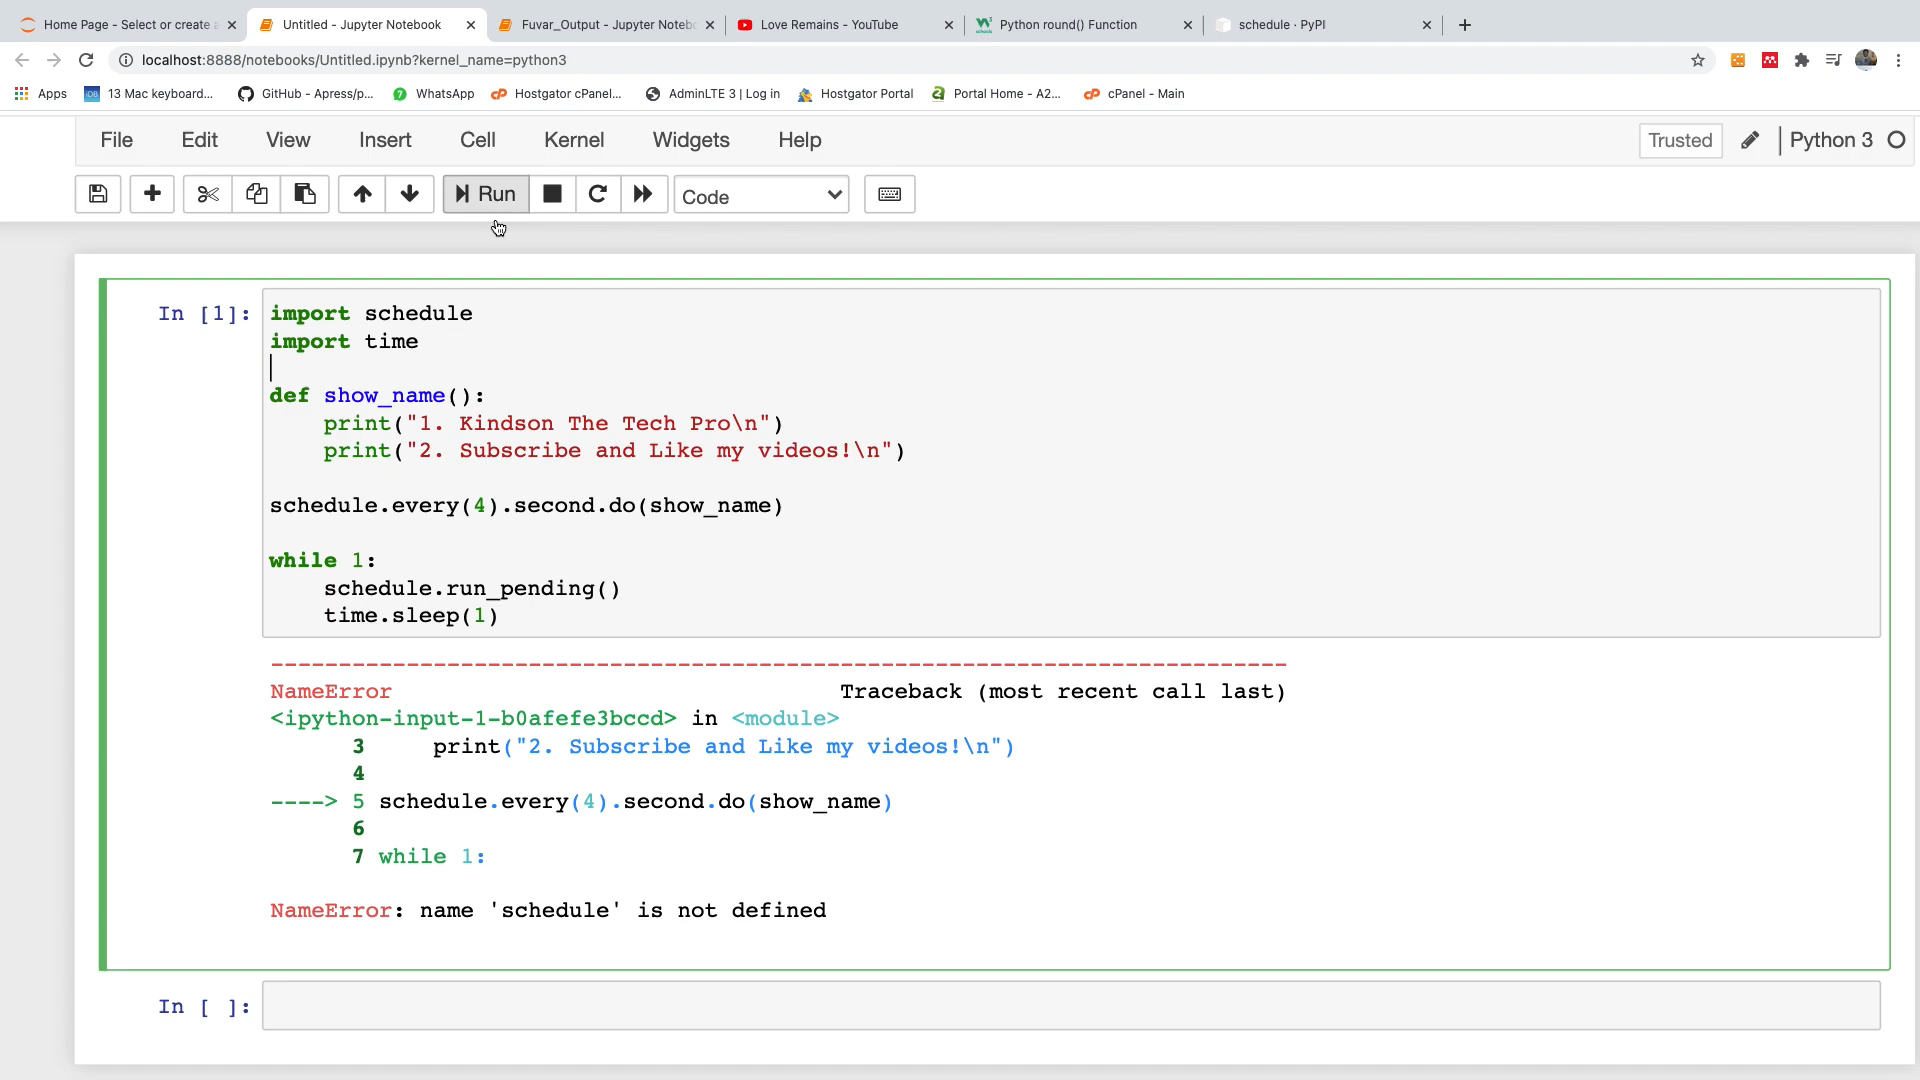 Home Page - Select or create a
Untitled - Jupyter Notebook
Fuvar_Output - Jupyter Notebo
Love Remains - YouTube
Python round() Function
schedule · PyPI
localhost:8888/notebooks/Untitled.ipynb?kernel_name=python3
Apps
13 Mac keyboard...
GitHub - Apress/p...
WhatsApp
Hostgator cPanel...
AdminLTE 3 | Log in
Hostgator Portal
Portal Home - A2...
cPanel - Main
File Edit View Insert Cell Kernel Widgets Help
Trusted
Python 3
Run
Code
In [1]:
import schedule
import time
def show_name():
    print("1. Kindson The Tech Pro\n")
    print("2. Subscribe and Like my videos!\n")
schedule.every(4).second.do(show_name)
while 1:
    schedule.run_pending()
    time.sleep(1)
---------------------------------------------------------------------------
NameError                                 Traceback (most recent call last)
<ipython-input-1-b0afefe3bccd> in <module>
      3     print("2. Subscribe and Like my videos!\n")
      4
----> 5 schedule.every(4).second.do(show_name)
      6
      7 while 1:
NameError: name 'schedule' is not defined
In [ ]: